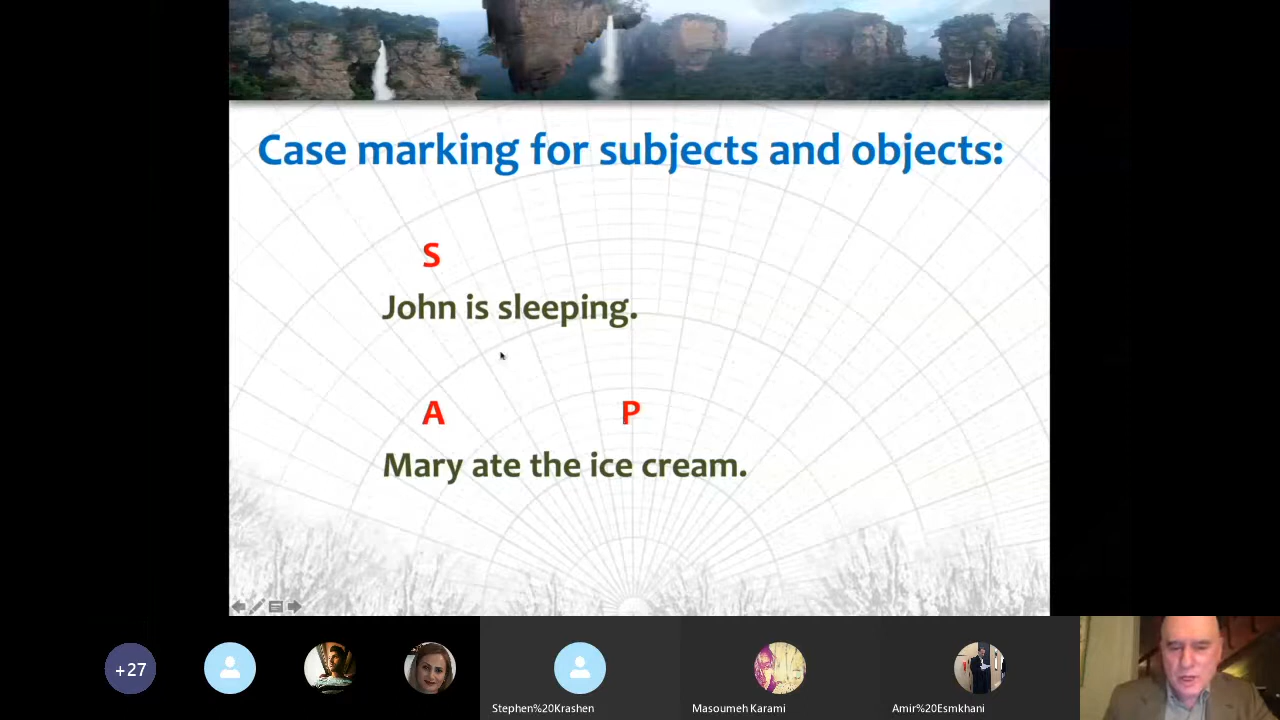 Case marking for subjects and objects:
S
John is sleeping.
A P
Mary ate the ice cream.
+27
Stephen%20Krashen
Masoumeh Karami
Amir%20Esmkhani